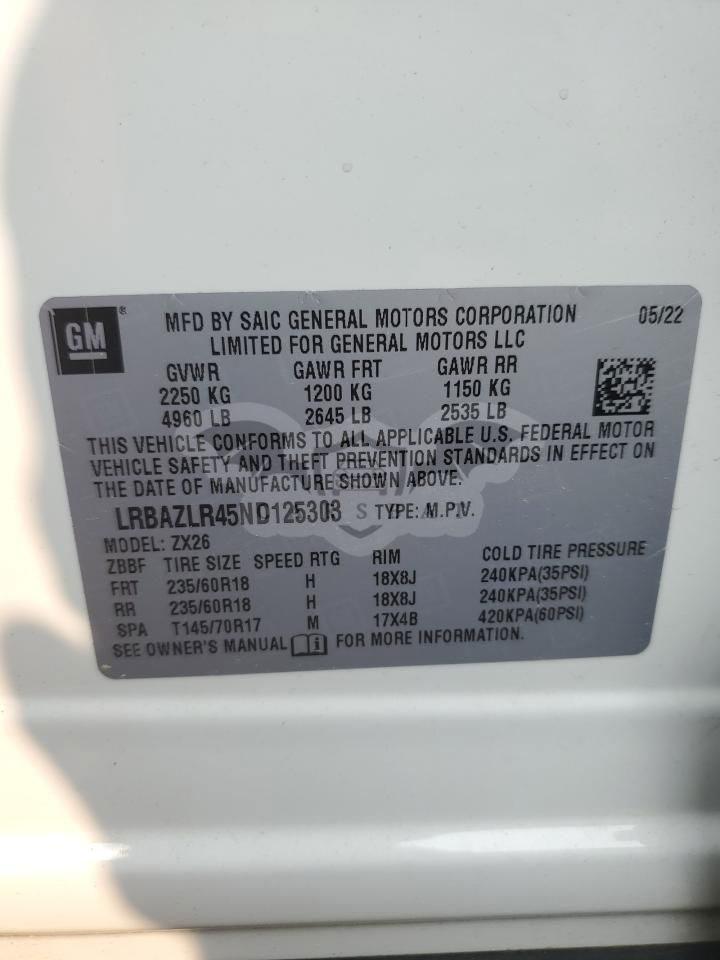 GM ® MFD BY SAIC GENERAL MOTORS CORPORATION 05/22
LIMITED FOR GENERAL MOTORS LLC
GVWR GAWR FRT GAWR RR
2250 KG 1200 KG 1150 KG
4960 LB 2645 LB 2535 LB
THIS VEHICLE CONFORMS TO ALL APPLICABLE U.S. FEDERAL MOTOR
VEHICLE SAFETY AND THEFT PREVENTION STANDARDS IN EFFECT ON
THE DATE OF MANUFACTURE SHOWN ABOVE.
LRBAZLR45ND125303 S TYPE: M.P.V.
MODEL: ZX26
ZBBF TIRE SIZE SPEED RTG RIM COLD TIRE PRESSURE
FRT 235/60R18 H 18X8J 240KPA(35PSI)
RR 235/60R18 H 18X8J 240KPA(35PSI)
SPA T145/70R17 M 17X4B 420KPA(60PSI)
SEE OWNER'S MANUAL i FOR MORE INFORMATION.